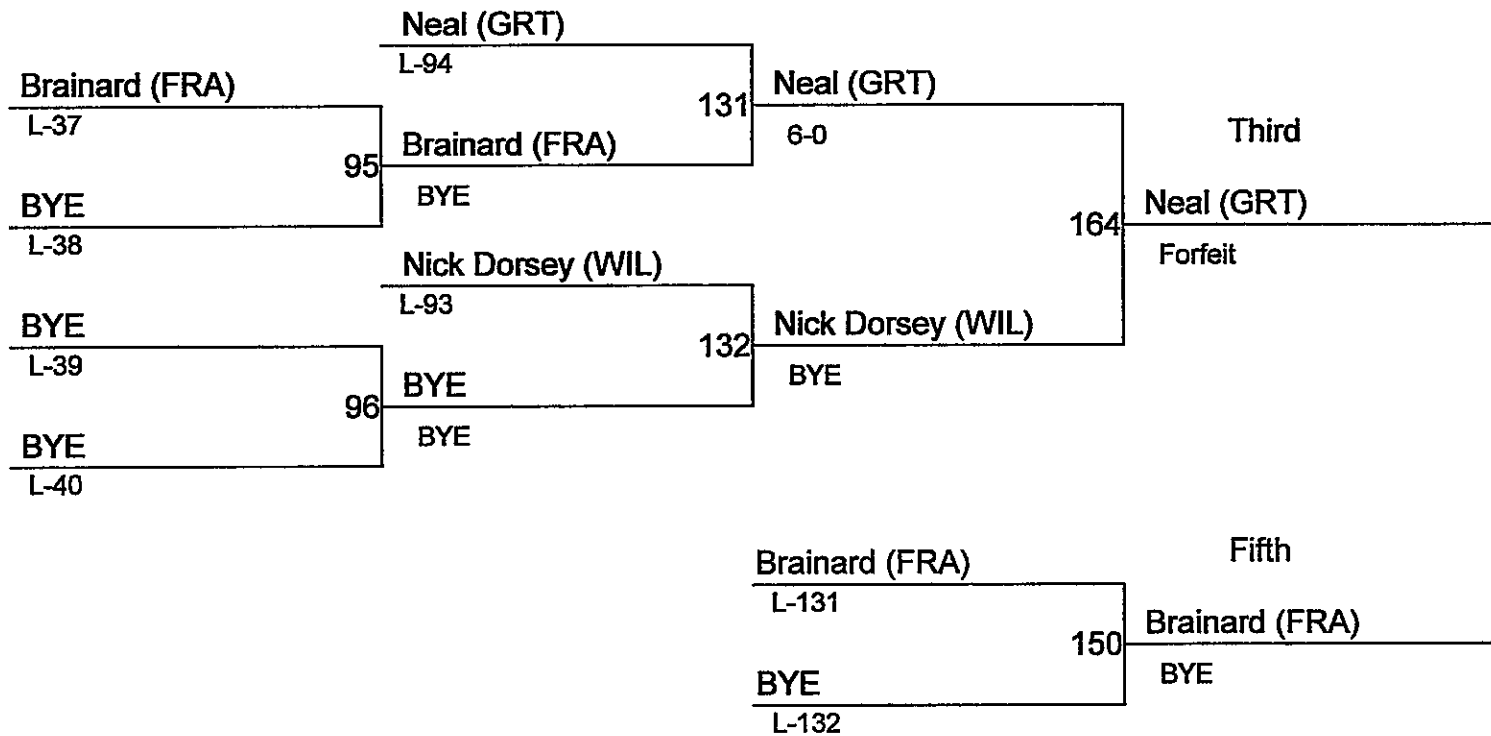 Neal (GRT)
L-94
Brainard (FRA)
L-37
131
Neal (GRT)
6-0
Third
95
Brainard (FRA)
BYE
BYE
L-38
164
Neal (GRT)
Forfeit
Nick Dorsey (WIL)
L-93
BYE
L-39
132
Nick Dorsey (WIL)
BYE
96
BYE
BYE
BYE
L-40
Brainard (FRA)
L-131
Fifth
150
Brainard (FRA)
BYE
BYE
L-132